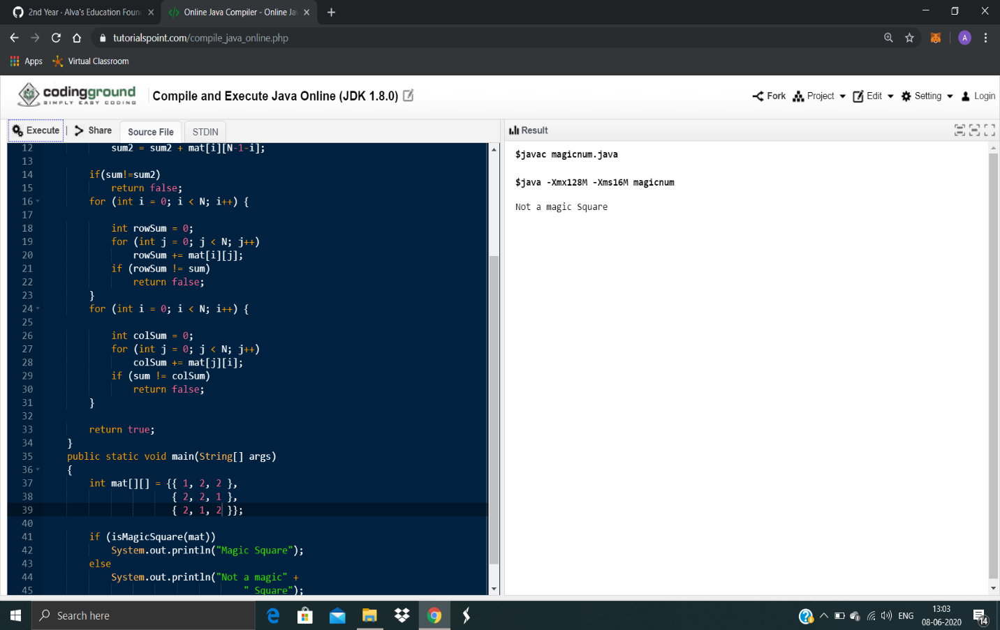 2nd Year - Alva's Education Foun
Online Java Compiler - Online Ja
tutorialspoint.com/compile_java_online.php
A
Apps
Virtual Classroom
codingground
SIMPLY EASY CODING
Compile and Execute Java Online (JDK 1.8.0)
Fork
Project
Edit
Setting
Login
Execute
|
Share
Source File
STDIN
Result
12 sum2 = sum2 + mat[i][N-1-i];
13
14 if(sum!=sum2)
15 return false;
16 for (int i = 0; i < N; i++) {
17
18 int rowSum = 0;
19 for (int j = 0; j < N; j++)
20 rowSum += mat[i][j];
21 if (rowSum != sum)
22 return false;
23 }
24 for (int i = 0; i < N; i++) {
25
26 int colSum = 0;
27 for (int j = 0; j < N; j++)
28 colSum += mat[j][i];
29 if (sum != colSum)
30 return false;
31 }
32
33 return true;
34 }
35 public static void main(String[] args)
36 {
37 int mat[][] = {{ 1, 2, 2 },
38 { 2, 2, 1 },
39 { 2, 1, 2 }};
40
41 if (isMagicSquare(mat))
42 System.out.println("Magic Square");
43 else
44 System.out.println("Not a magic" +
45 " Square");
$javac magicnum.java
$java -Xmx128M -Xms16M magicnum
Not a magic Square
Search here
ENG
13:03
08-06-2020
14